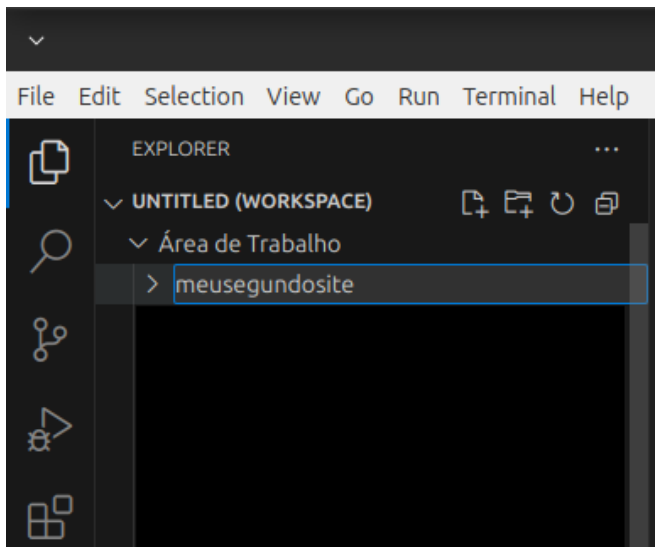 File Edit Selection View Go Run Terminal Help
EXPLORER
UNTITLED (WORKSPACE)
Área de Trabalho
meusegundosite